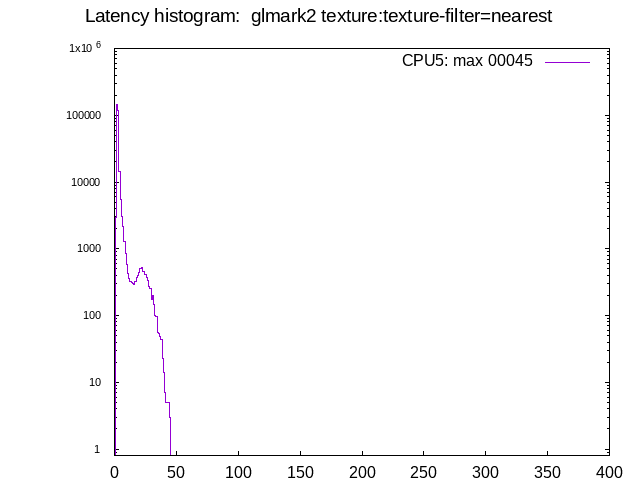 Latency histogram:  glmark2 texture:texture-filter=nearest
1x10 6
CPU5: max 00045
100000
10000
1000
100
10
1
0 50 100 150 200 250 300 350 400